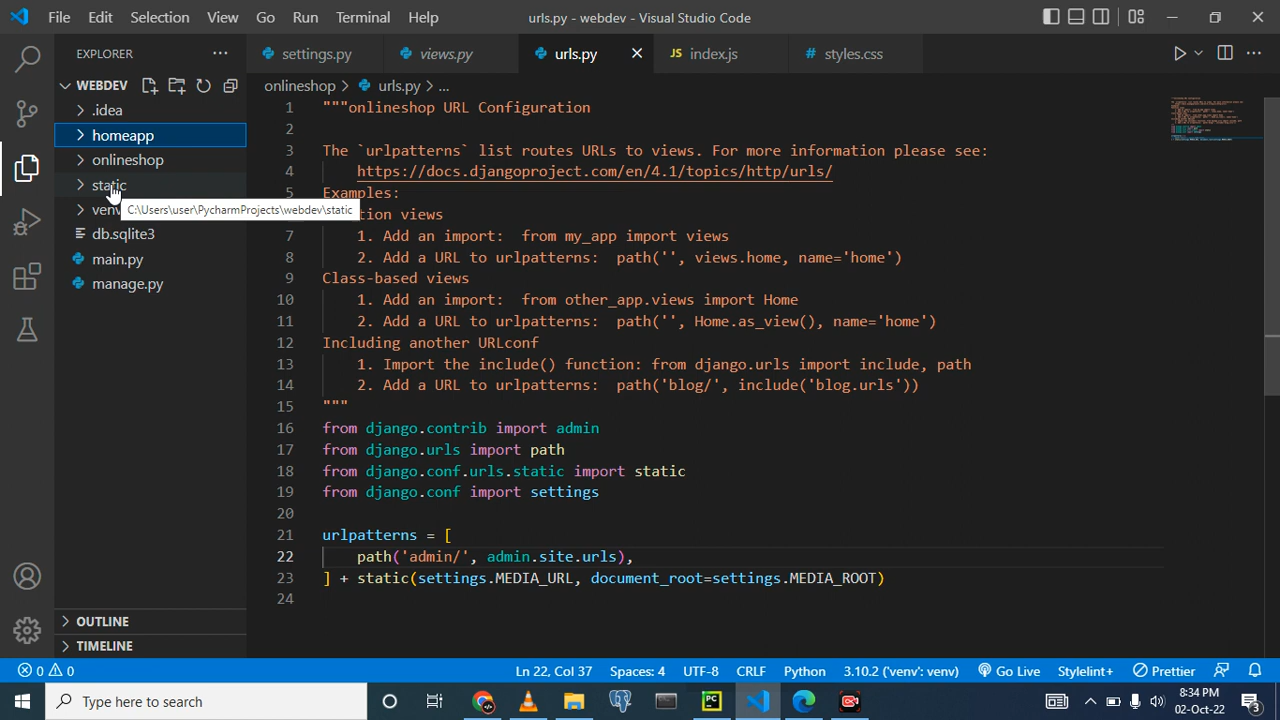 File Edit Selection View Go Run Terminal Help
urls.py - webdev - Visual Studio Code
EXPLORER
settings.py
views.py
urls.py
JS index.js
# styles.css
WEBDEV
.idea
homeapp
onlineshop
static
C:\Users\user\PycharmProjects\webdev\static
db.sqlite3
main.py
manage.py
OUTLINE
TIMELINE
onlineshop > urls.py > ...
1 """onlineshop URL Configuration
2
3 The `urlpatterns` list routes URLs to views. For more information please see:
4 https://docs.djangoproject.com/en/4.1/topics/http/urls/
5 Examples:
tion views
7 1. Add an import: from my_app import views
8 2. Add a URL to urlpatterns: path('', views.home, name='home')
9 Class-based views
10 1. Add an import: from other_app.views import Home
11 2. Add a URL to urlpatterns: path('', Home.as_view(), name='home')
12 Including another URLconf
13 1. Import the include() function: from django.urls import include, path
14 2. Add a URL to urlpatterns: path('blog/', include('blog.urls'))
15 """
16 from django.contrib import admin
17 from django.urls import path
18 from django.conf.urls.static import static
19 from django.conf import settings
20
21 urlpatterns = [
22 path('admin/', admin.site.urls),
23 ] + static(settings.MEDIA_URL, document_root=settings.MEDIA_ROOT)
24
0 0
Ln 22, Col 37 Spaces: 4 UTF-8 CRLF Python 3.10.2 ('venv': venv) Go Live Stylelint+ Prettier
Type here to search
PC
8:34 PM
02-Oct-22
3